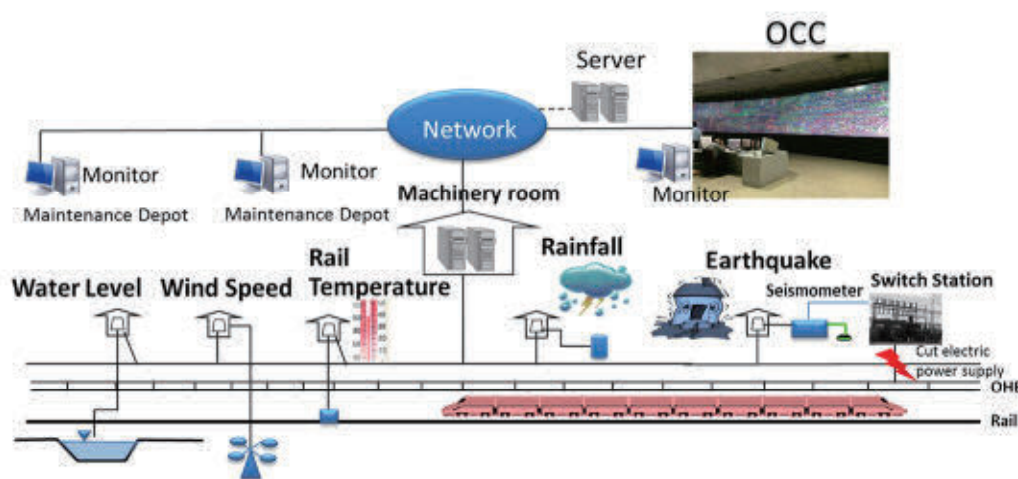 OCC
Server
Network
Monitor
Maintenance Depot
Monitor
Maintenance Depot
Monitor
Machinery
room
Water Level
Wind Speed
Rail
Temperature
Rainfall
Earthquake
Seismometer
Switch Station
Cut electric
power supply
OHE
Rail